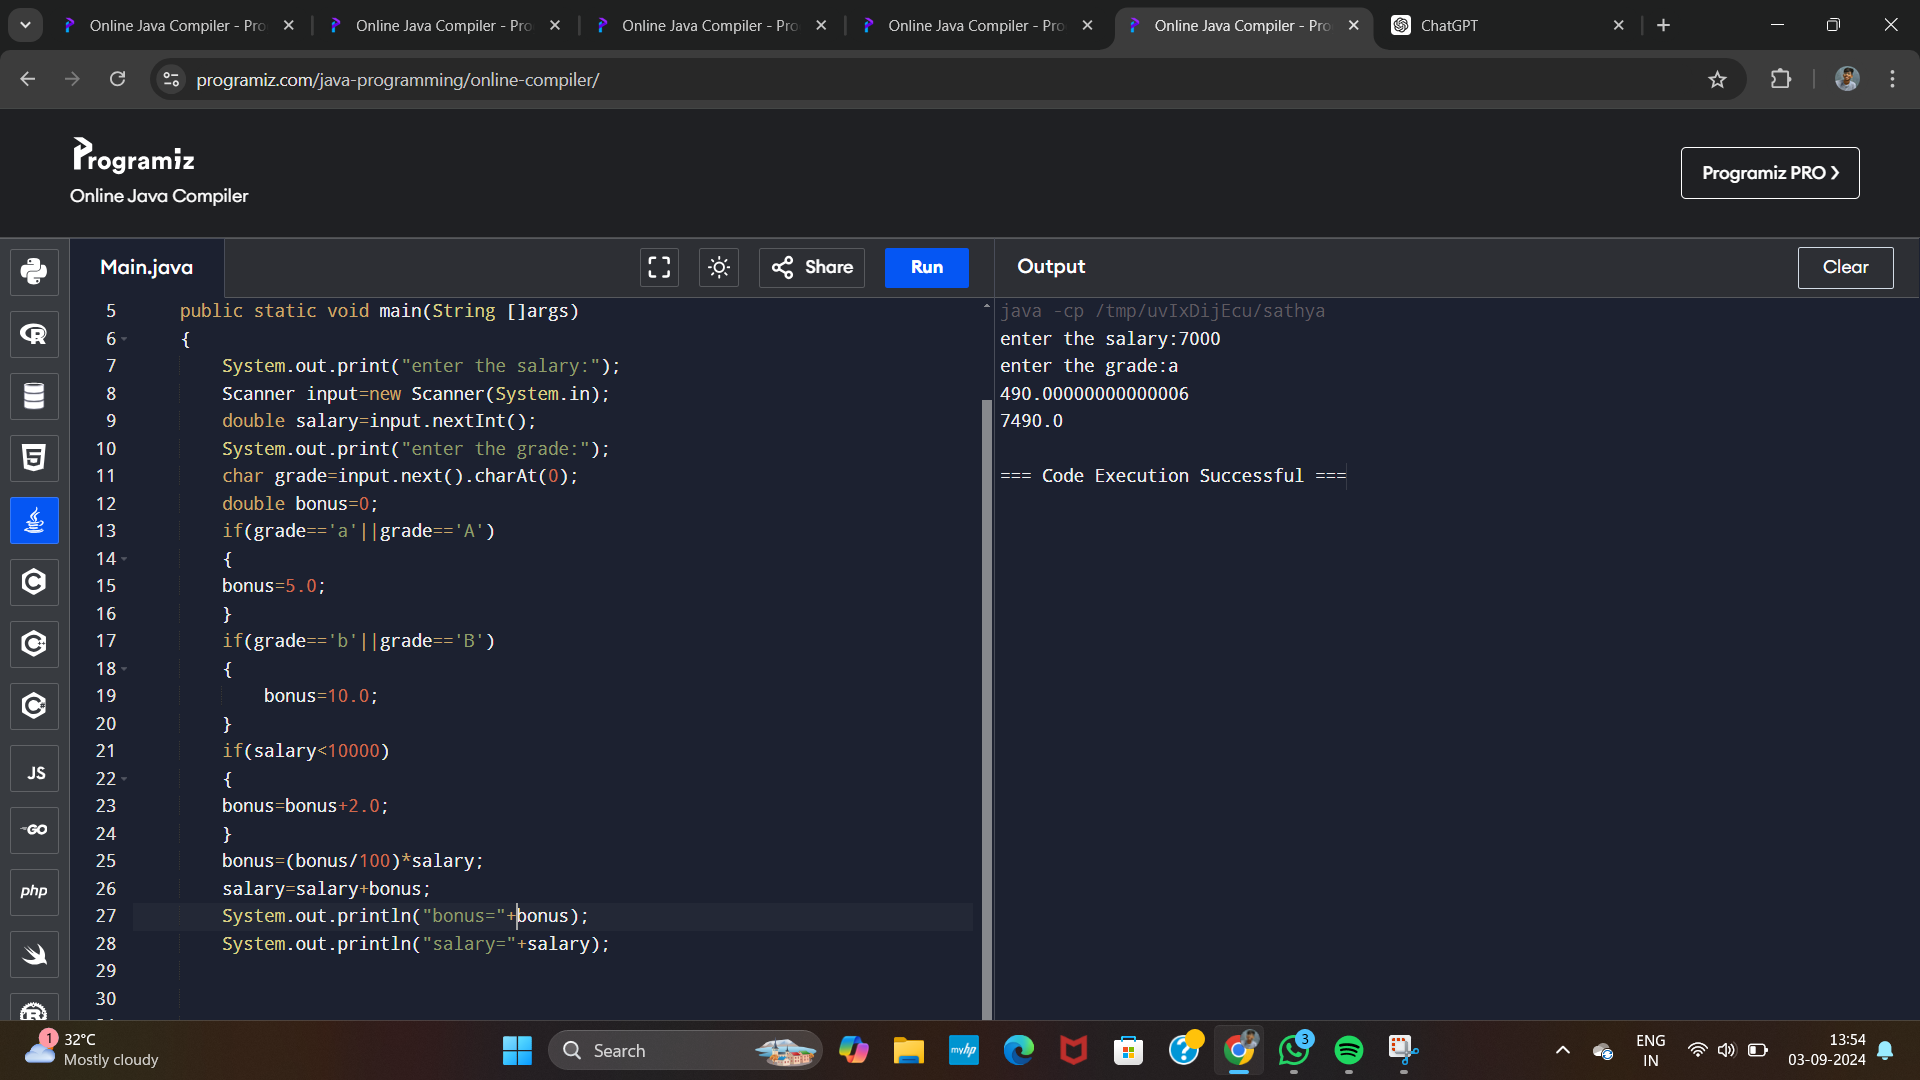 Online Java Compiler - Pro
Online Java Compiler - Pro
Online Java Compiler - Pro
Online Java Compiler - Pro
Online Java Compiler - Pro
ChatGPT
programiz.com/java-programming/online-compiler/
Programiz
Online Java Compiler
Programiz PRO ❯
Main.java
Share
Run
Output
Clear
5 public static void main(String []args)
6 {
7 System.out.print("enter the salary:");
8 Scanner input=new Scanner(System.in);
9 double salary=input.nextInt();
10 System.out.print("enter the grade:");
11 char grade=input.next().charAt(0);
12 double bonus=0;
13 if(grade=='a'||grade=='A')
14 {
15 bonus=5.0;
16 }
17 if(grade=='b'||grade=='B')
18 {
19 bonus=10.0;
20 }
21 if(salary<10000)
22 {
23 bonus=bonus+2.0;
24 }
25 bonus=(bonus/100)*salary;
26 salary=salary+bonus;
27 System.out.println("bonus="+bonus);
28 System.out.println("salary="+salary);
29
30
java -cp /tmp/uvIxDijEcu/sathya
enter the salary:7000
enter the grade:a
490.00000000000006
7490.0
=== Code Execution Successful ===
JS
GO
php
1
32°C
Mostly cloudy
Search
myhp
3
ENG
IN
13:54
03-09-2024